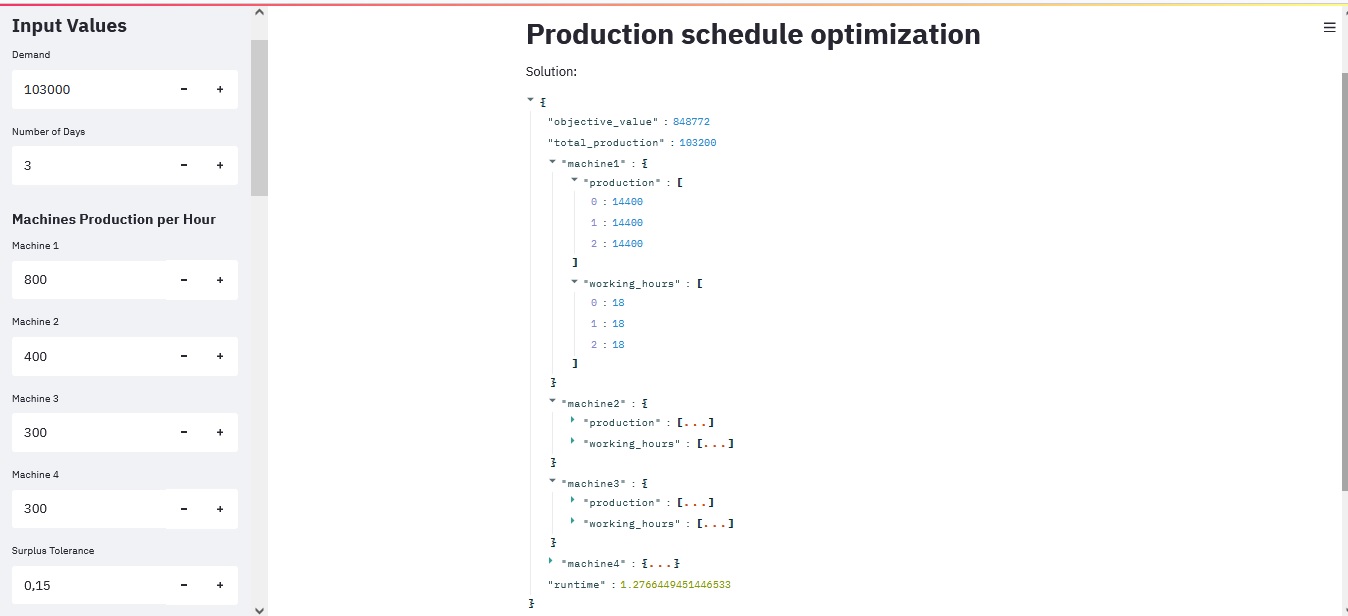 Input Values
Demand
103000 - +
Number of Days
3 - +
Machines Production per Hour
Machine 1
800 - +
Machine 2
400 - +
Machine 3
300 - +
Machine 4
300 - +
Surplus Tolerance
0,15 - +
Production schedule optimization
Solution:
{
"objective_value" : 848772
"total_production" : 103200
"machine1" : {
"production" : [
0 : 14400
1 : 14400
2 : 14400
]
"working_hours" : [
0 : 18
1 : 18
2 : 18
]
}
"machine2" : {
"production" : [...]
"working_hours" : [...]
}
"machine3" : {
"production" : [...]
"working_hours" : [...]
}
"machine4" : {...}
"runtime" : 1.2766449451446533
}